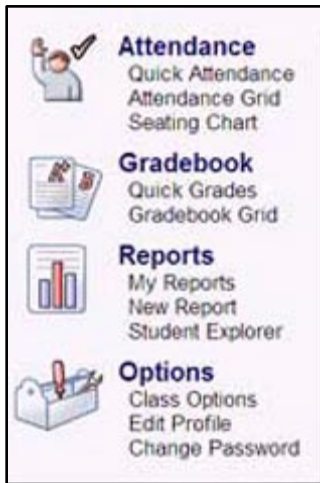 Attendance
Quick Attendance
Attendance Grid
Seating Chart
Gradebook
Quick Grades
Gradebook Grid
Reports
My Reports
New Report
Student Explorer
Options
Class Options
Edit Profile
Change Password